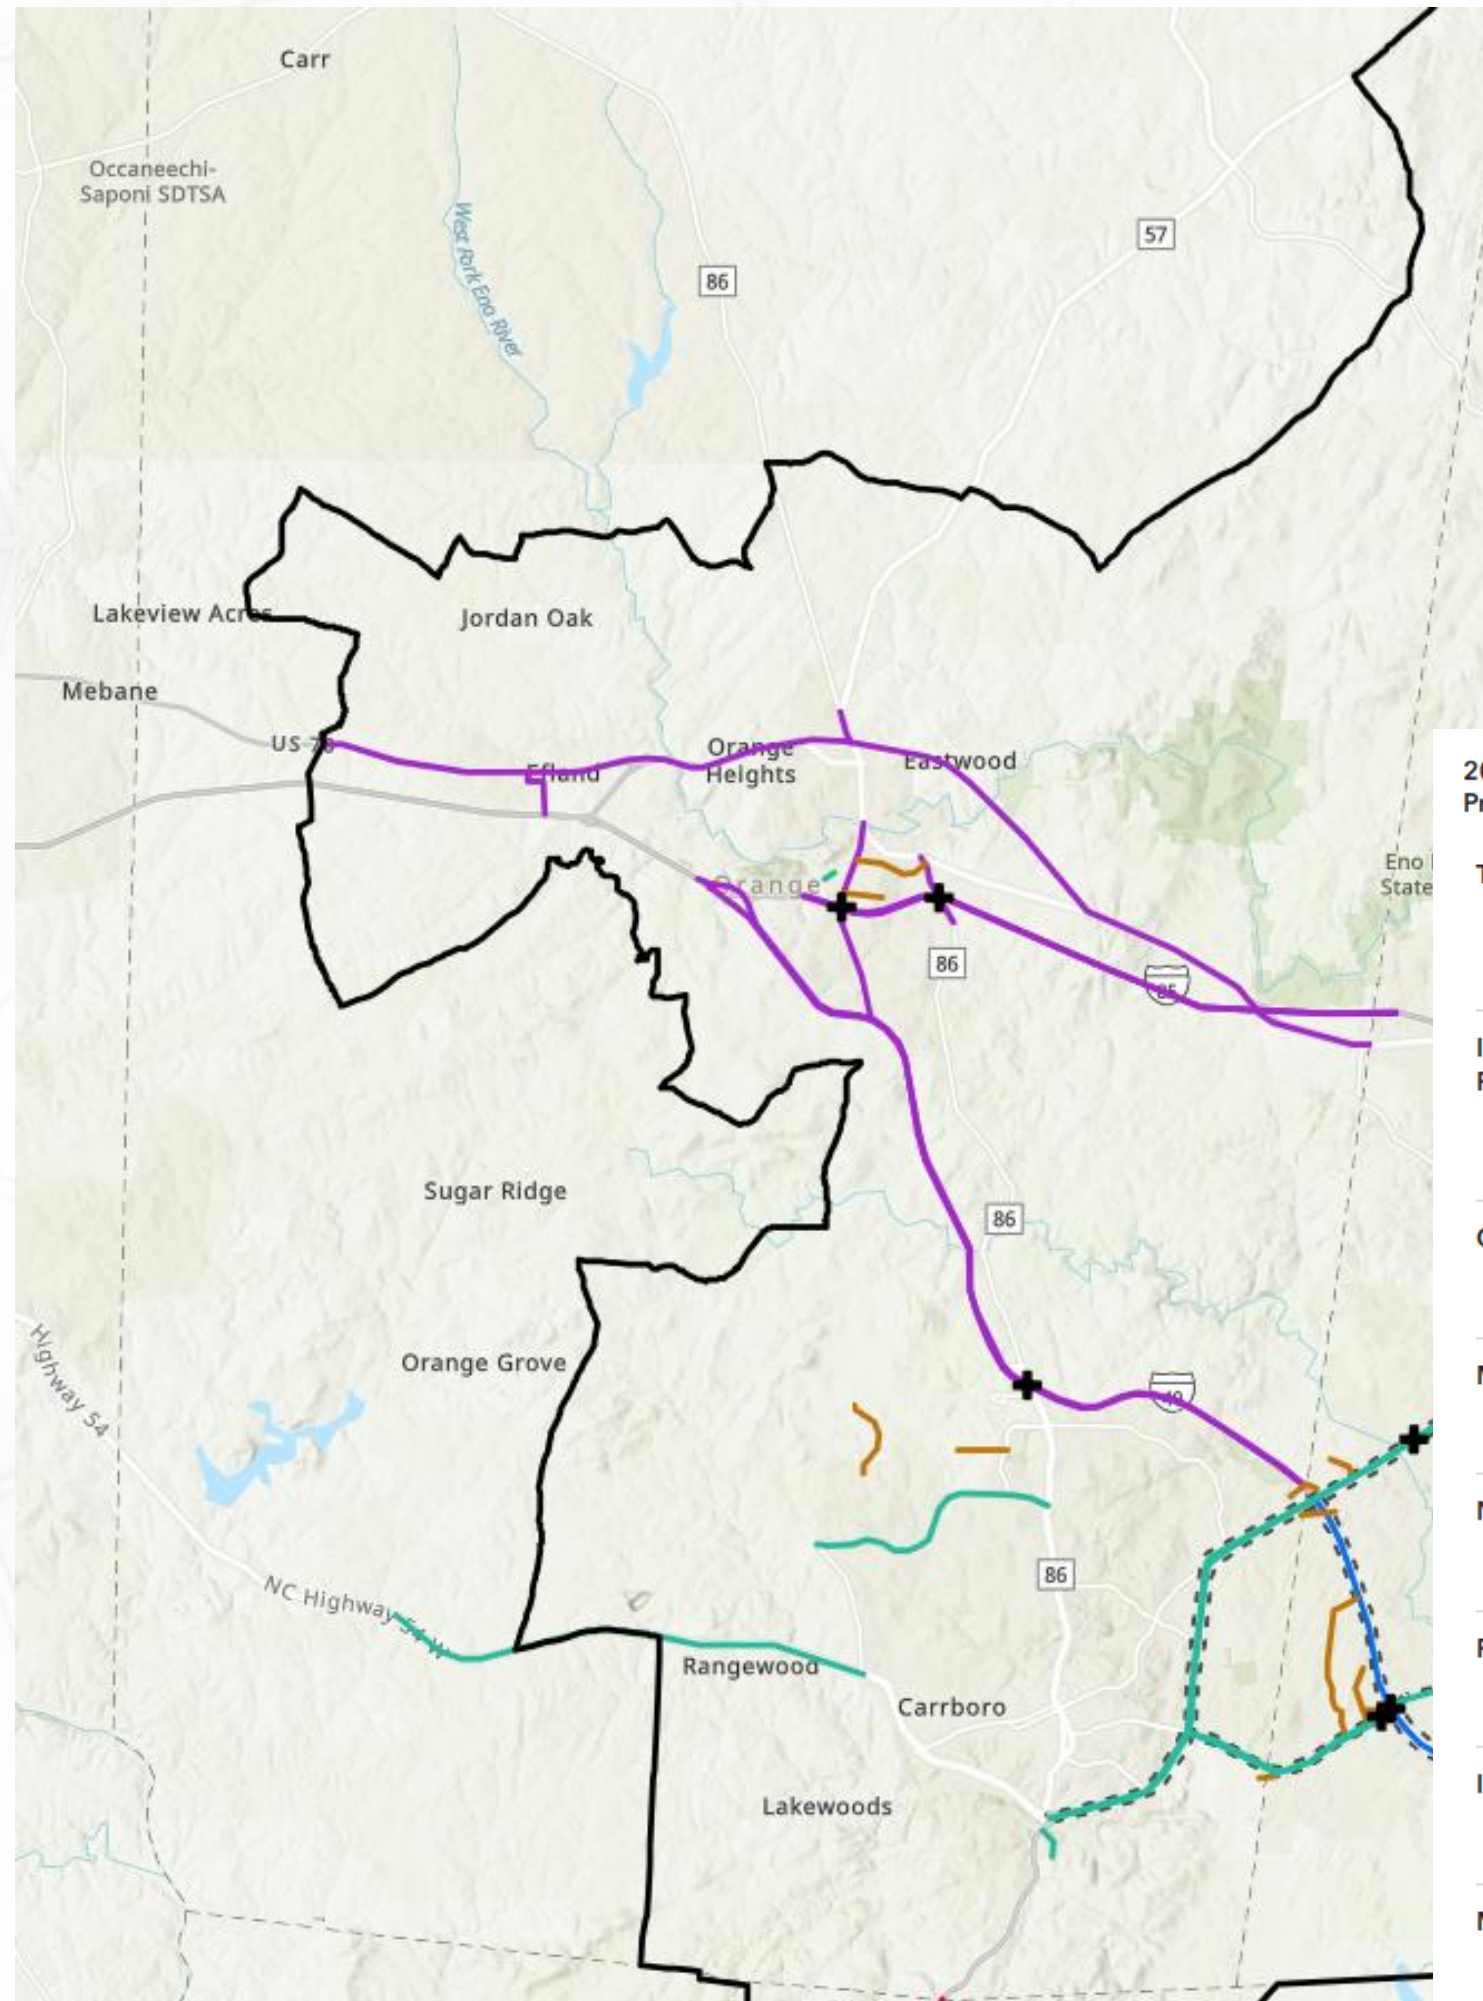 Carr
Occaneechi-
Saponi SDTSA
West Fork Eno River
57
86
Lakeview Acres
Jordan Oak
Mebane
US 70
Efland
Orange
Heights
Eastwood
Orange
Eno
State
86
85
Sugar Ridge
86
Orange Grove
40
Highway 54
NC Highway 54 W
86
Rangewood
Carrboro
Lakewoods